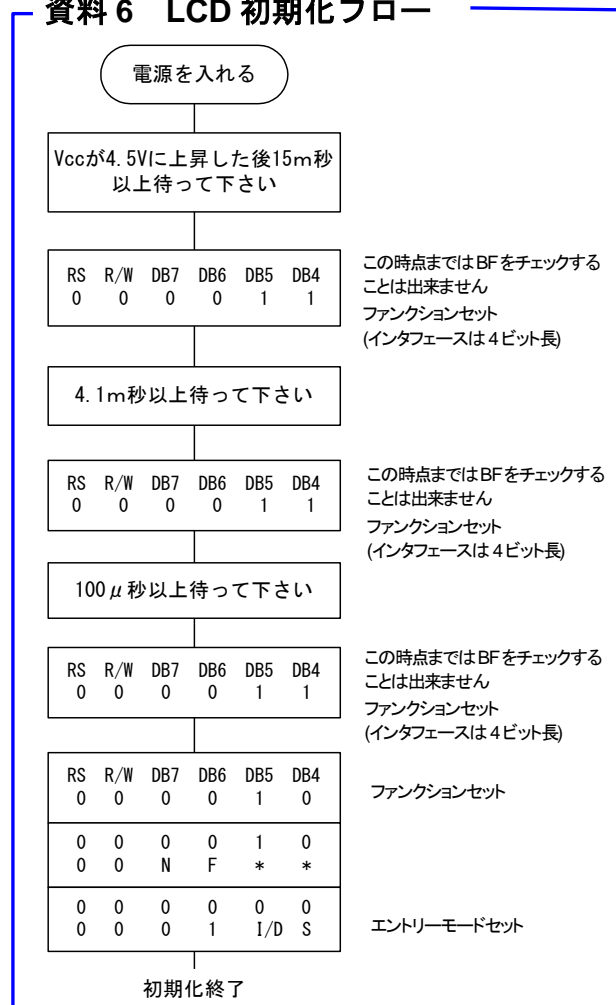 資料 6 LCD 初期化フロー
電源を入れる
Vccが4.5Vに上昇した後15m秒
以上待って下さい
RS R/W DB7 DB6 DB5 DB4
0 0 0 0 1 1
この時点まではBFをチェックする
ことは出来ません
ファンクションセット
(インタフェースは4ビット長)
4.1m秒以上待って下さい
RS R/W DB7 DB6 DB5 DB4
0 0 0 0 1 1
この時点まではBFをチェックする
ことは出来ません
ファンクションセット
(インタフェースは4ビット長)
100μ秒以上待って下さい
RS R/W DB7 DB6 DB5 DB4
0 0 0 0 1 1
この時点まではBFをチェックする
ことは出来ません
ファンクションセット
(インタフェースは4ビット長)
RS R/W DB7 DB6 DB5 DB4
0 0 0 0 1 0
ファンクションセット
0 0 0 0 1 0
0 0 N F * *
0 0 0 0 0 0
0 0 0 1 I/D S
エントリーモードセット
初期化終了